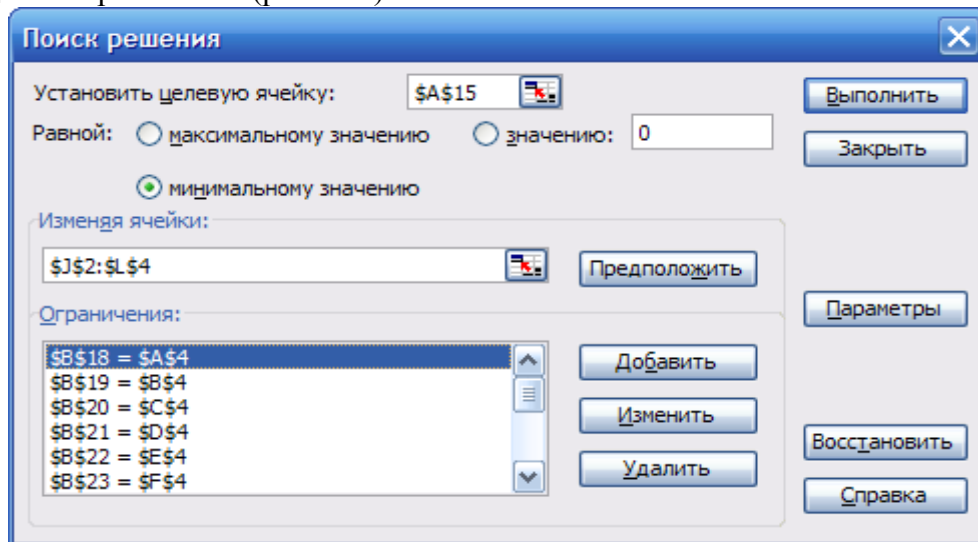 Поиск решения
Установить целевую ячейку: $A$15
Выполнить
Равной: максимальному значению значению: 0
Закрыть
минимальному значению
Изменяя ячейки:
$J$2:$L$4
Предположить
Ограничения:
Параметры
$B$18 = $A$4
$B$19 = $B$4
$B$20 = $C$4
$B$21 = $D$4
$B$22 = $E$4
$B$23 = $F$4
Добавить
Изменить
Удалить
Восстановить
Справка